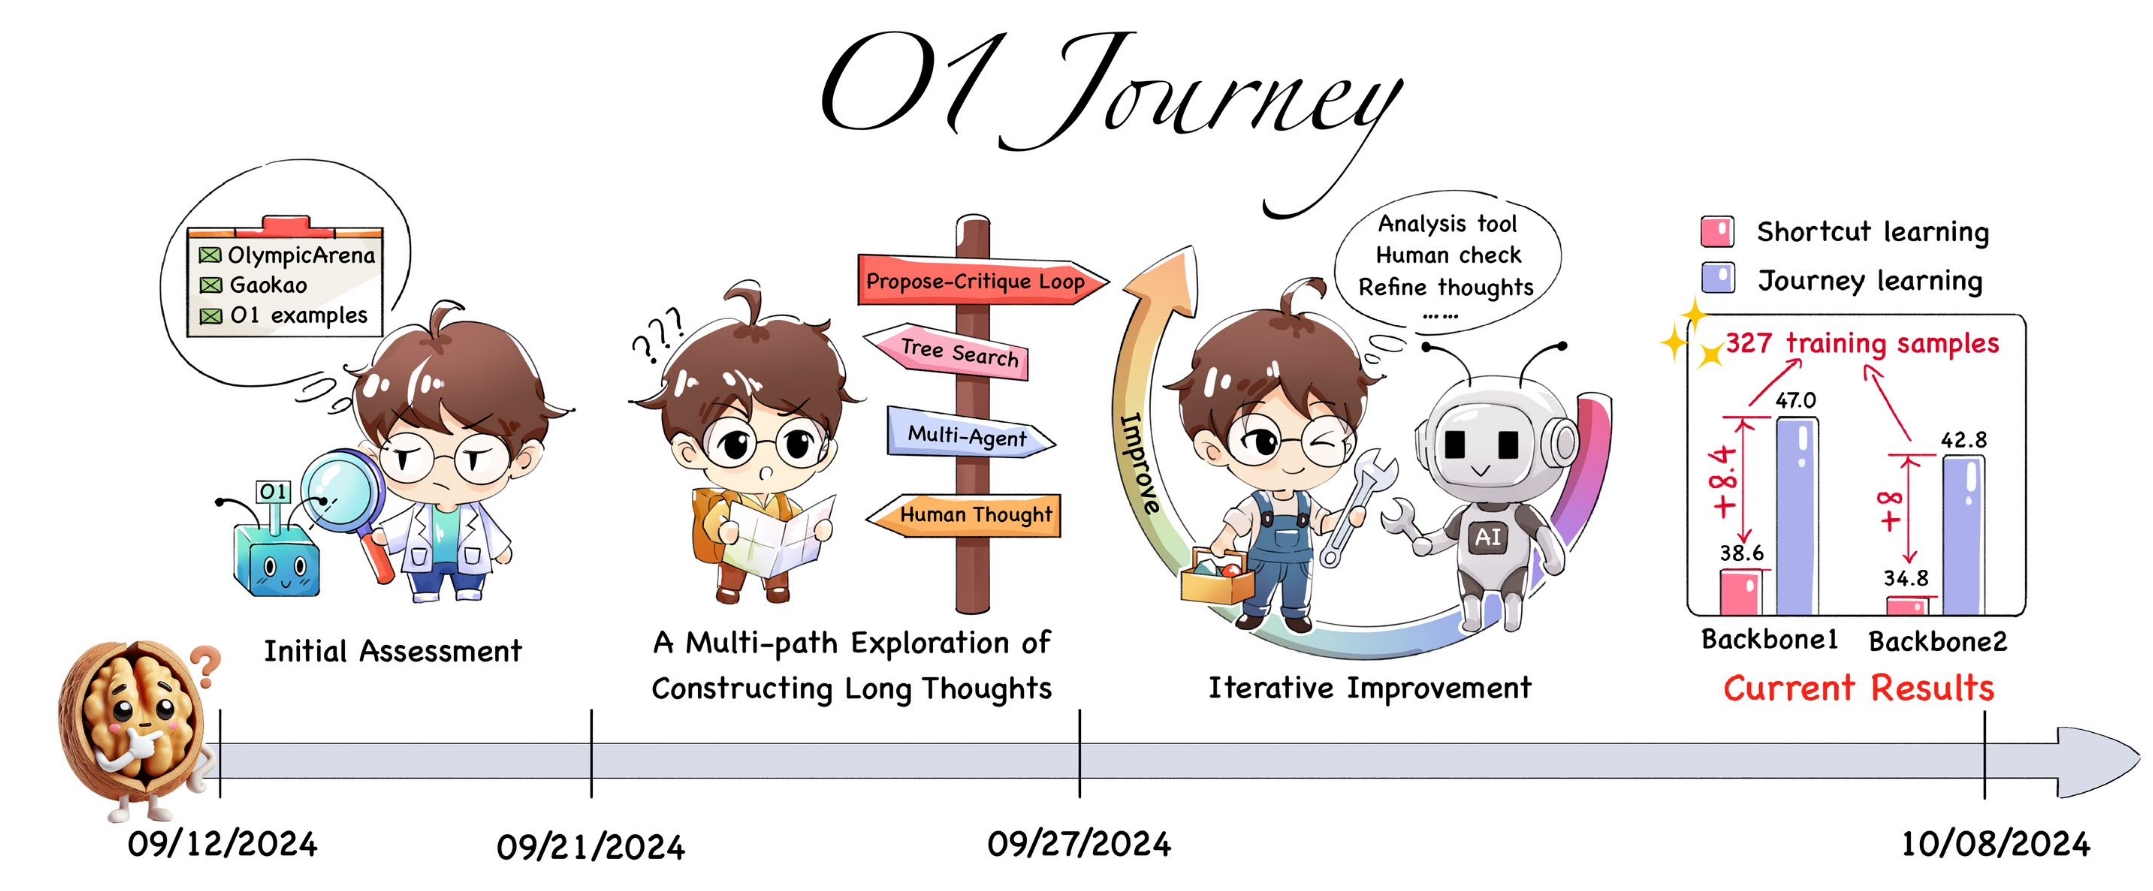 O1 Journey
OlympicArena
Gaokao
O1 examples
O1
Initial Assessment
???
Propose-Critique Loop
Tree Search
Multi-Agent
Human Thought
A Multi-path Exploration of
Constructing Long Thoughts
Improve
Analysis tool
Human check
Refine thoughts
... ...
AI
Iterative Improvement
Shortcut learning
Journey learning
327 training samples
47.0
+8.4
38.6
42.8
+8
34.8
Backbone1
Backbone2
Current Results
?
09/12/2024
09/21/2024
09/27/2024
10/08/2024